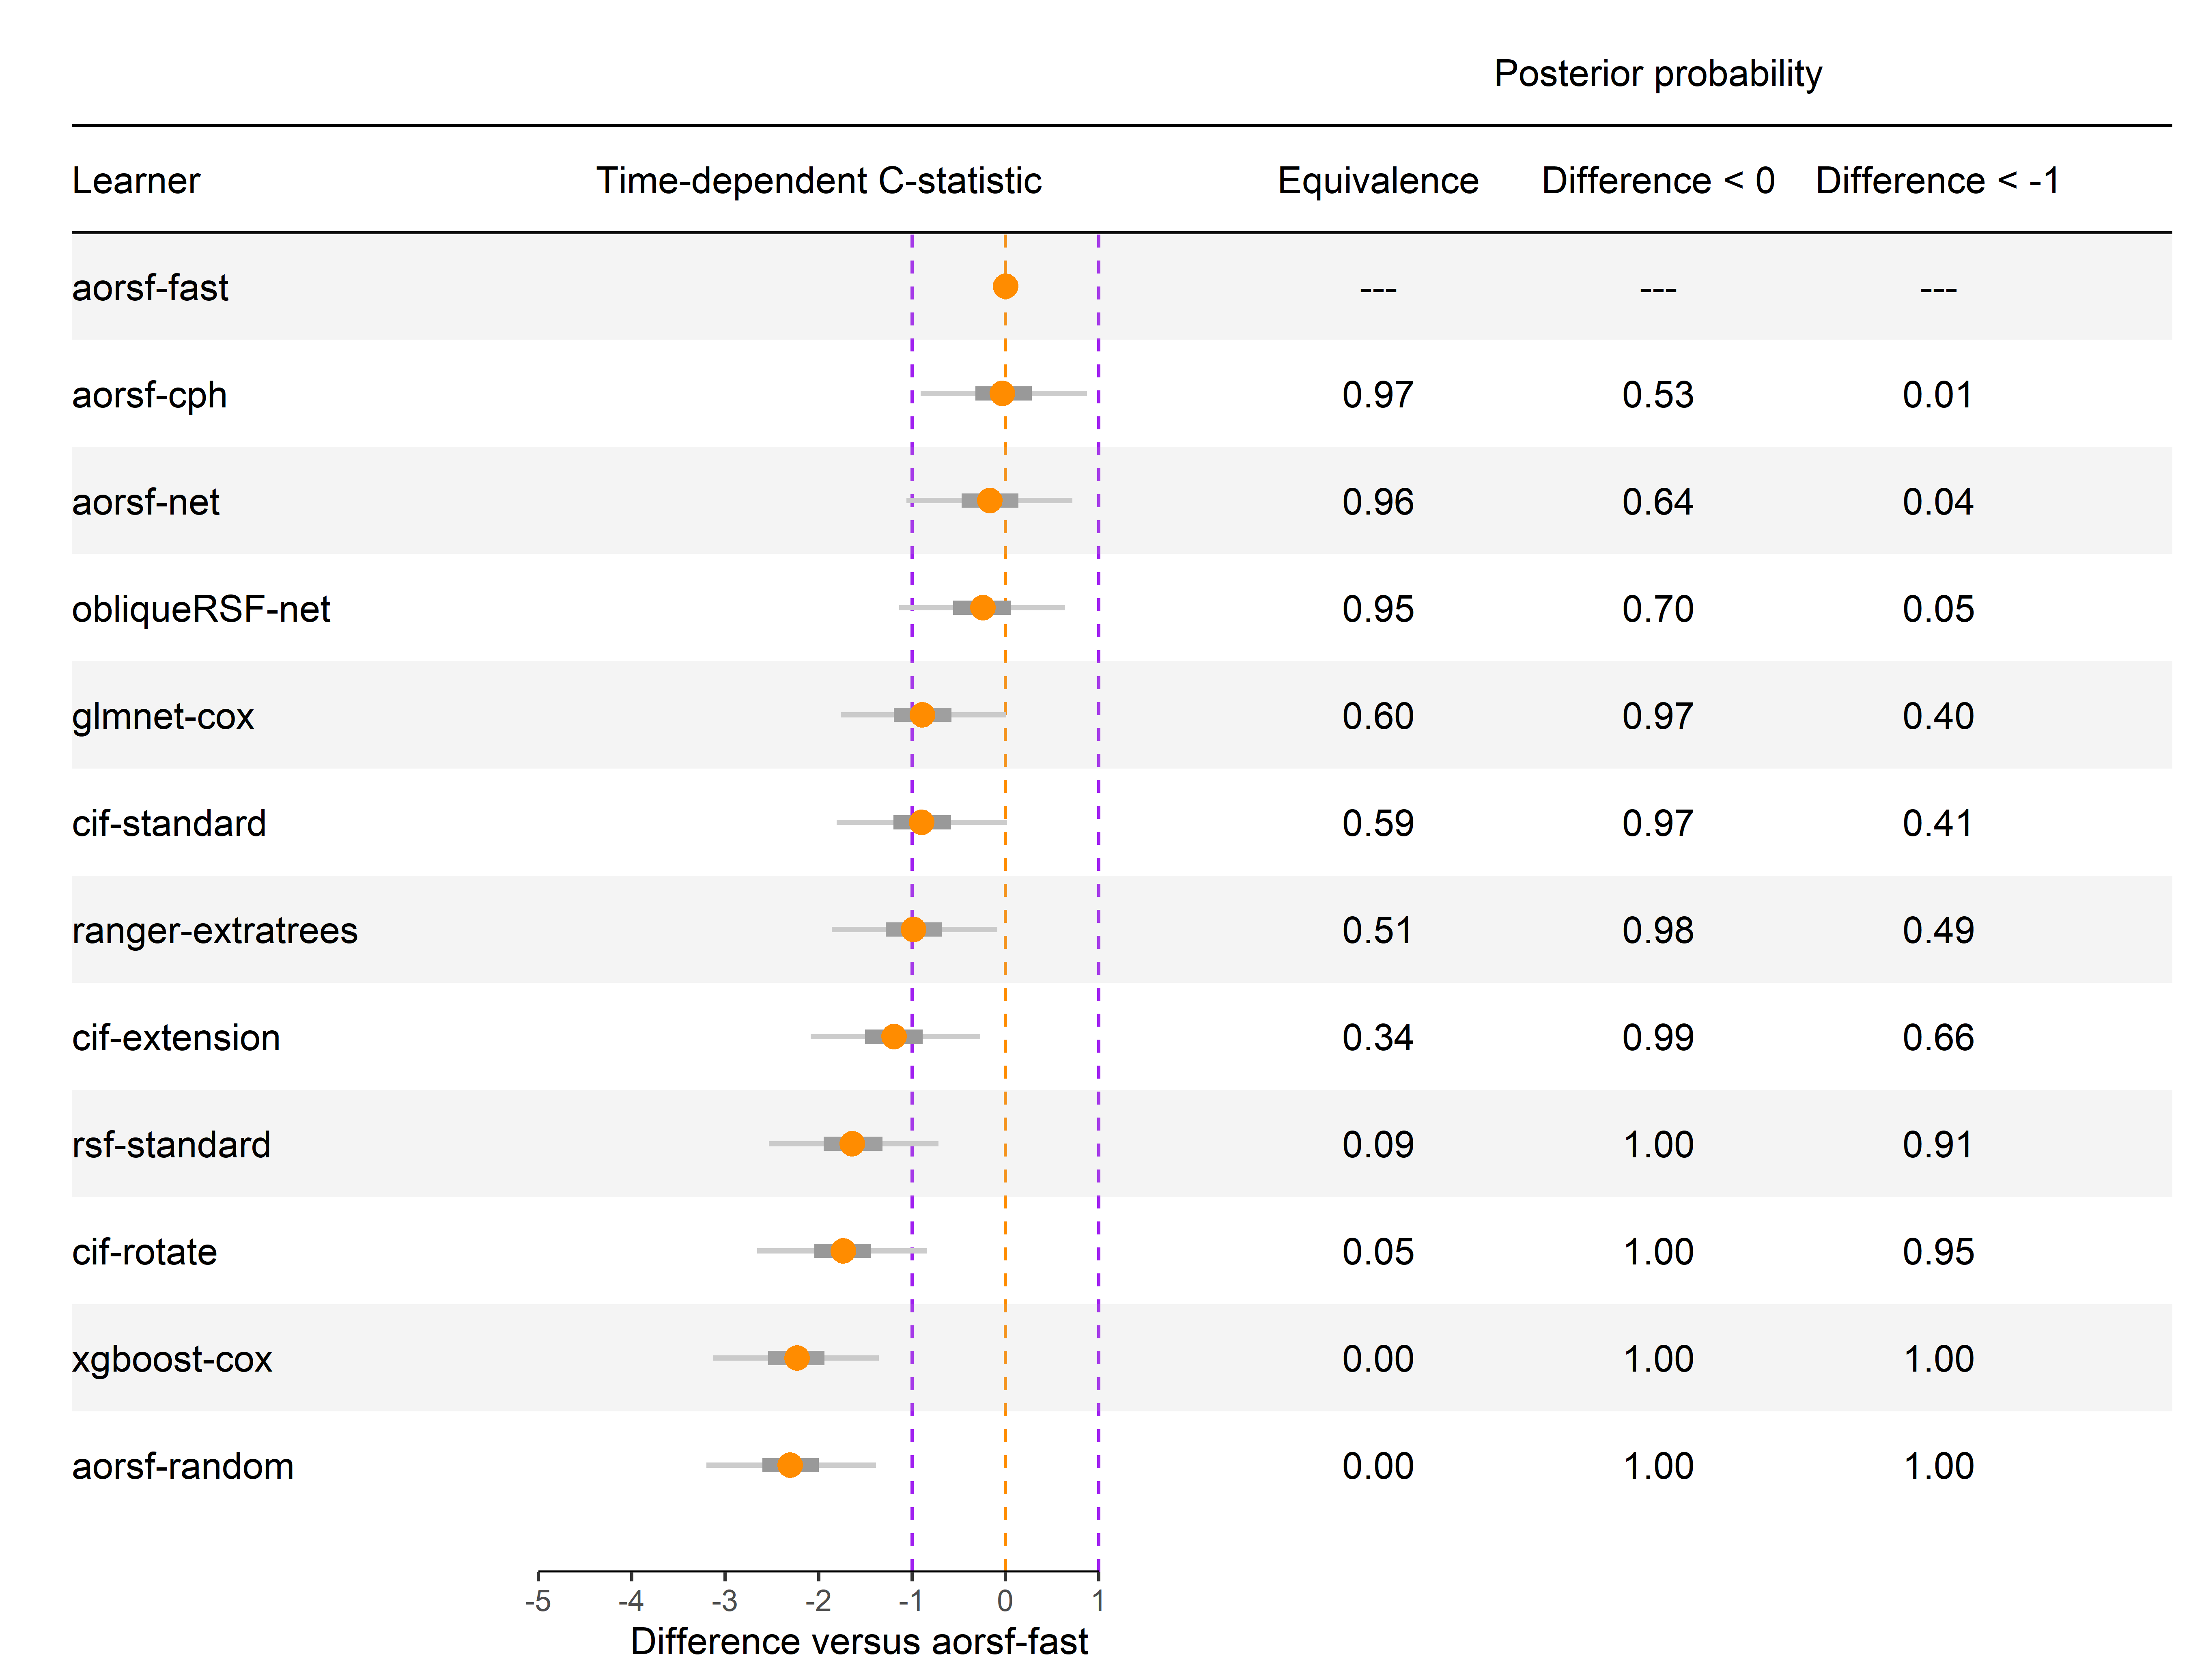 Posterior probability
Learner Time-dependent C-statistic Equivalence Difference < 0 Difference < -1
aorsf-fast --- --- ---
aorsf-cph 0.97 0.53 0.01
aorsf-net 0.96 0.64 0.04
obliqueRSF-net 0.95 0.70 0.05
glmnet-cox 0.60 0.97 0.40
cif-standard 0.59 0.97 0.41
ranger-extratrees 0.51 0.98 0.49
cif-extension 0.34 0.99 0.66
rsf-standard 0.09 1.00 0.91
cif-rotate 0.05 1.00 0.95
xgboost-cox 0.00 1.00 1.00
aorsf-random 0.00 1.00 1.00
-5 -4 -3 -2 -1 0 1
Difference versus aorsf-fast